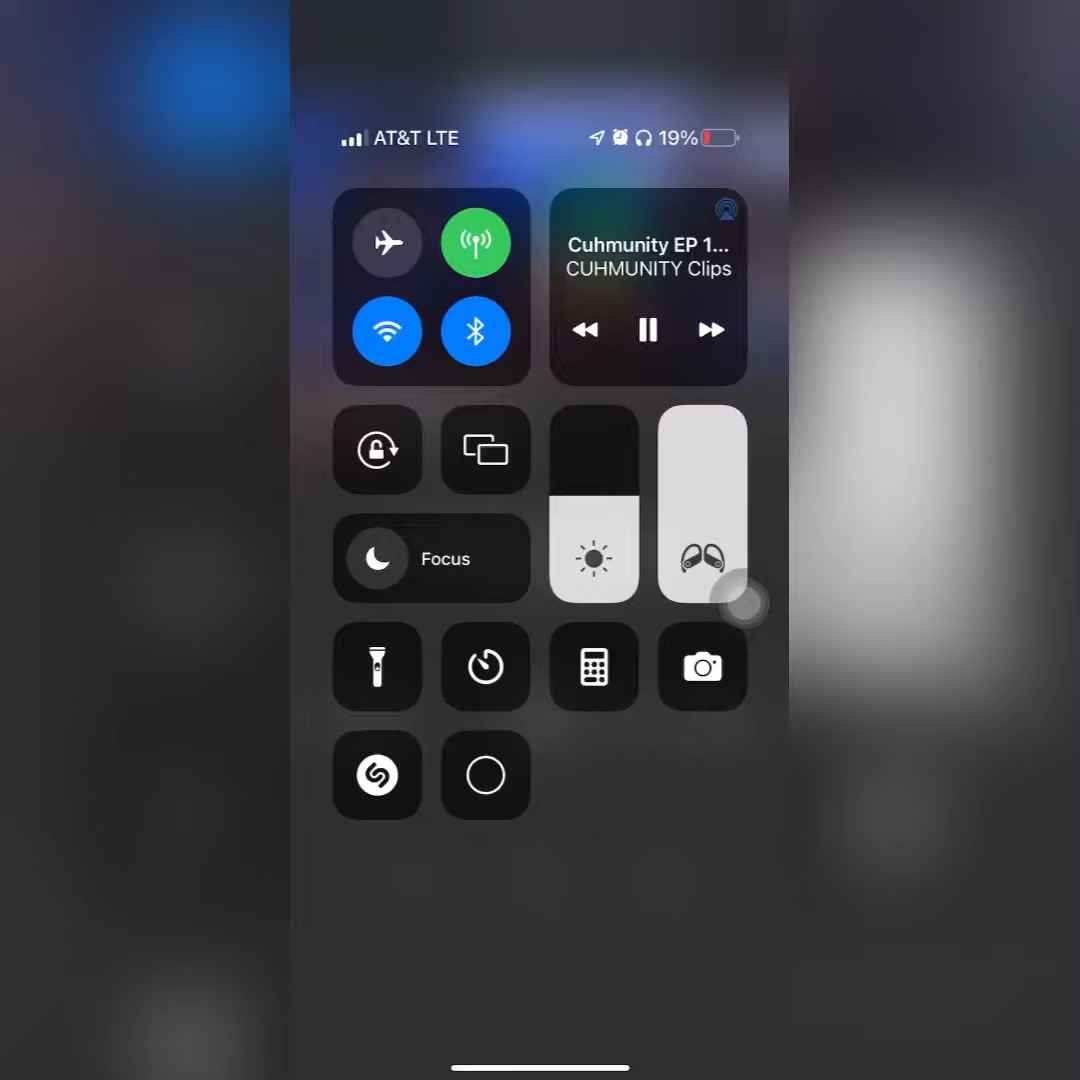 AT&T LTE
19%
Cuhmunity EP 1...
CUHMUNITY Clips
Focus